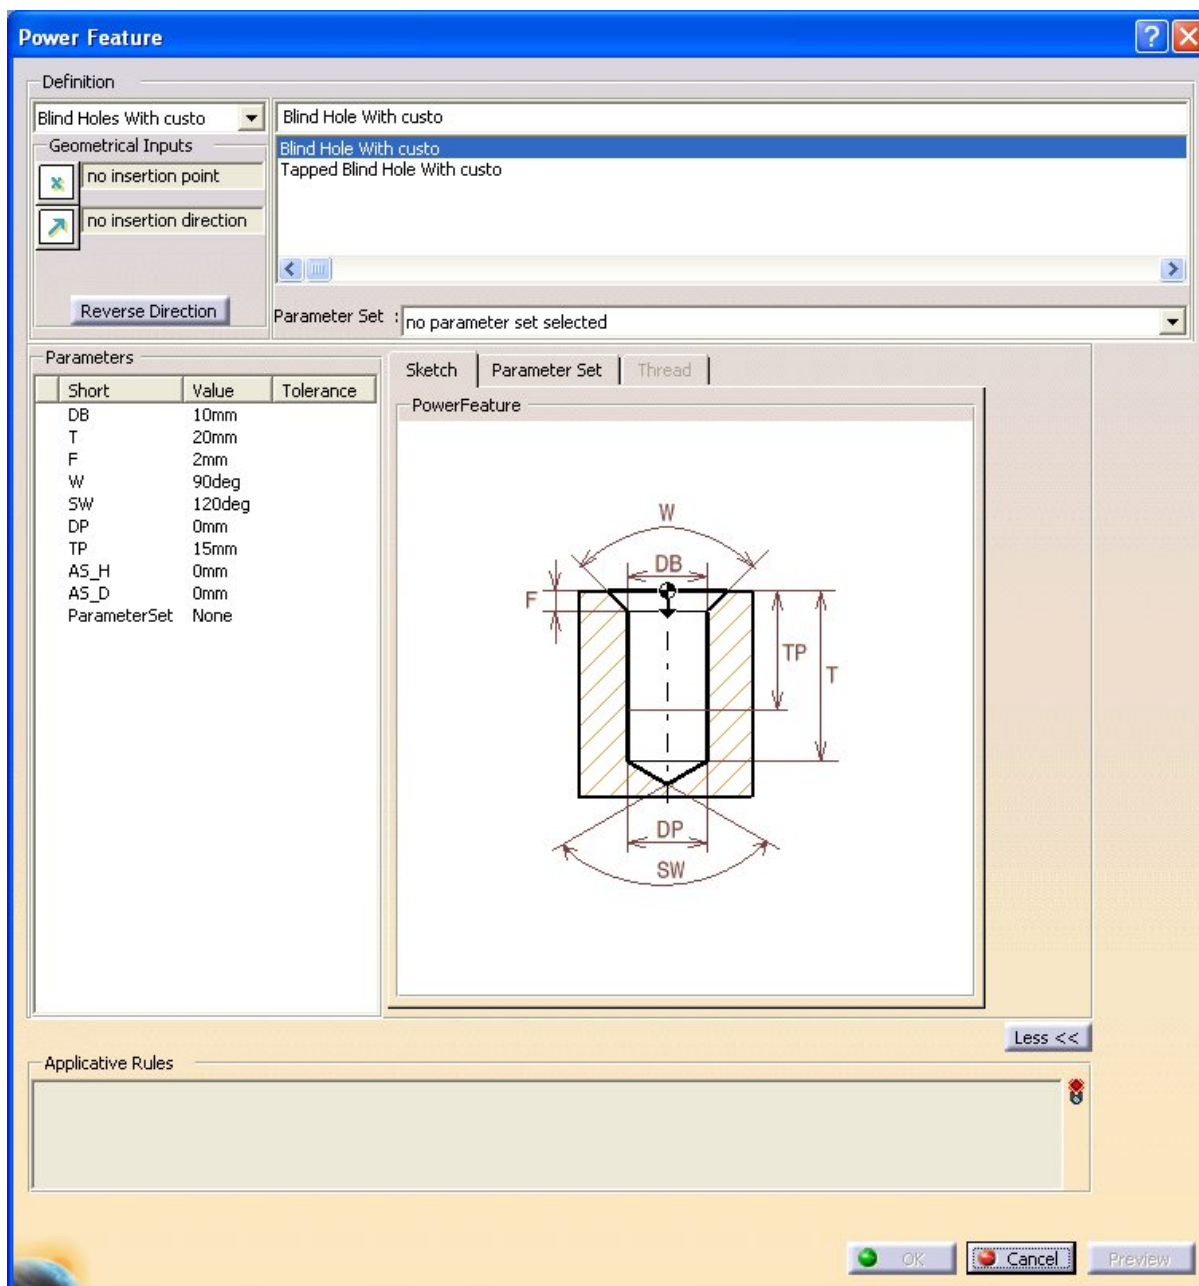 Power Feature
Definition
Blind Holes With custo
Blind Hole With custo
Geometrical Inputs
Blind Hole With custo
no insertion point
Tapped Blind Hole With custo
no insertion direction
Reverse Direction
Parameter Set : no parameter set selected
Parameters
Short Value Tolerance
DB 10mm
T 20mm
F 2mm
W 90deg
SW 120deg
DP 0mm
TP 15mm
AS_H 0mm
AS_D 0mm
ParameterSet None
Sketch Parameter Set Thread
PowerFeature
W
DB
F
TP
T
DP
SW
Less <<
Applicative Rules
OK Cancel Preview